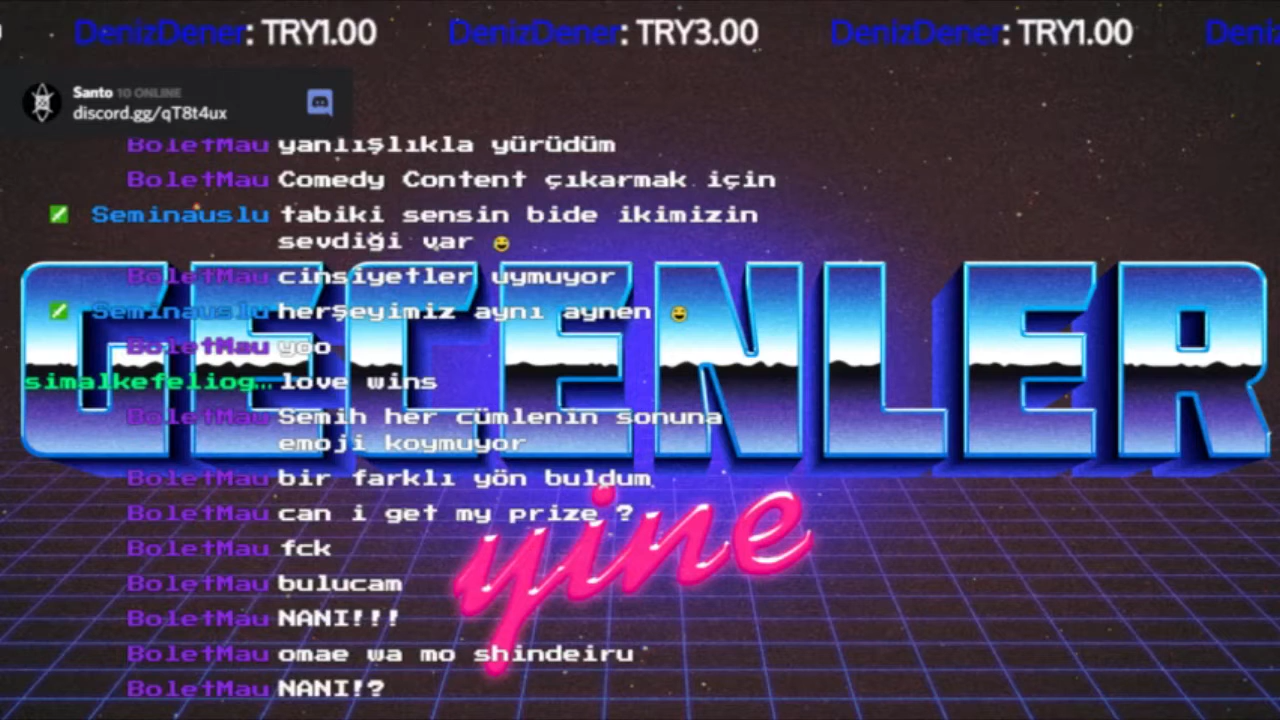 DenizDener: TRY1.00 DenizDener: TRY3.00 DenizDener: TRY1.00
Santo 10 ONLINE
discord.gg/qT8t4ux
BoletMau yanlışlıkla yürüdüm
BoletMau Comedy Content çıkarmak için
Seminauslu tabiki sensin bide ikimizin
sevdiği var 😄
BoletMau cinsiyetler uymuyor
Seminauslu herşeyimiz aynı aynen 😄
BoletMau yoo
simalkefeliog… love wins
BoletMau Semih her cümlenin sonuna
emoji koymuyor
BoletMau bir farklı yön buldum
BoletMau can i get my prize ?
BoletMau fck
BoletMau bulucam
BoletMau NANI!!!
BoletMau omae wa mo shindeiru
BoletMau NANI!?
GECENLER
yine